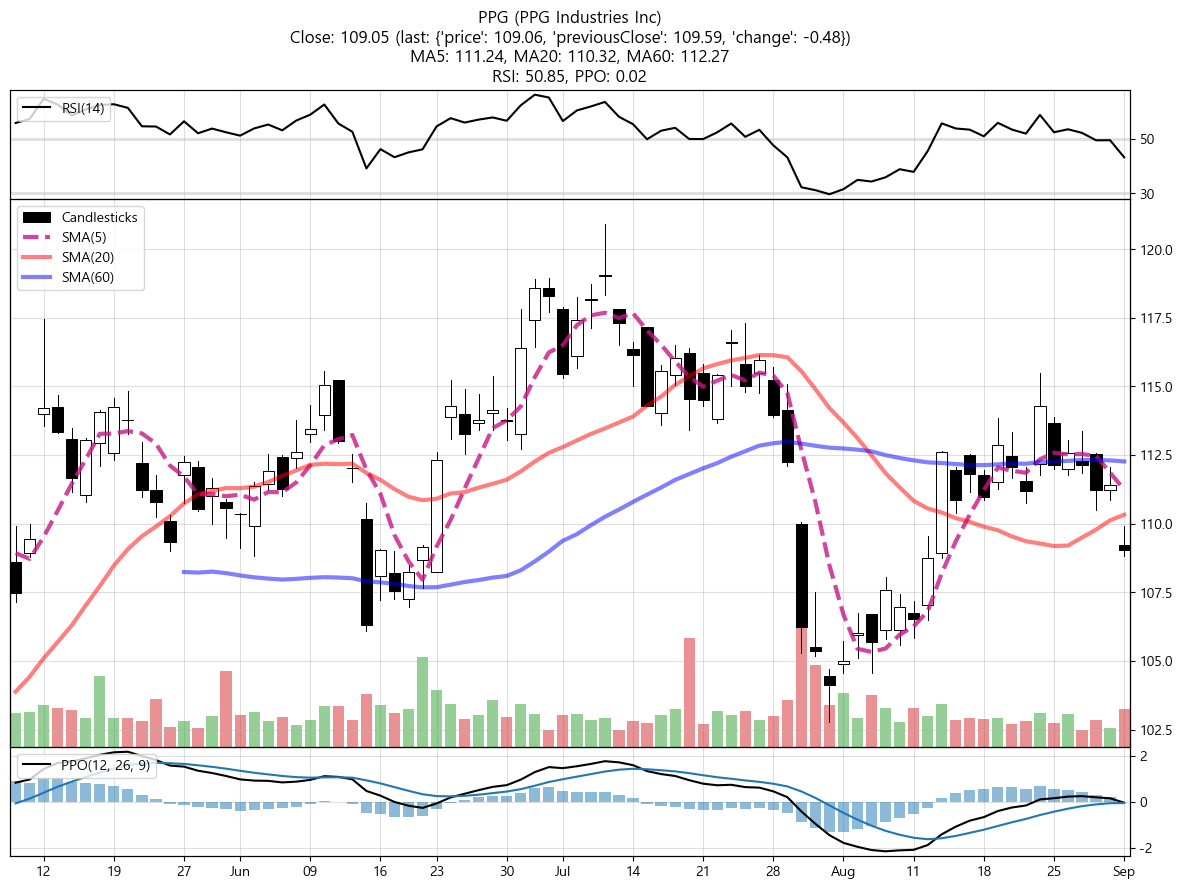 PPG (PPG Industries Inc)
Close: 109.05 (last: {'price': 109.06, 'previousClose': 109.59, 'change': -0.48})
MA5: 111.24, MA20: 110.32, MA60: 112.27
RSI: 50.85, PPO: 0.02
RSI(14)
50
30
Candlesticks
SMA(5)
SMA(20)
SMA(60)
120.0
117.5
115.0
112.5
110.0
107.5
105.0
102.5
PPO(12, 26, 9)
2
0
-2
12 19 27 Jun 09 16 23 30 Jul 14 21 28 Aug 11 18 25 Sep